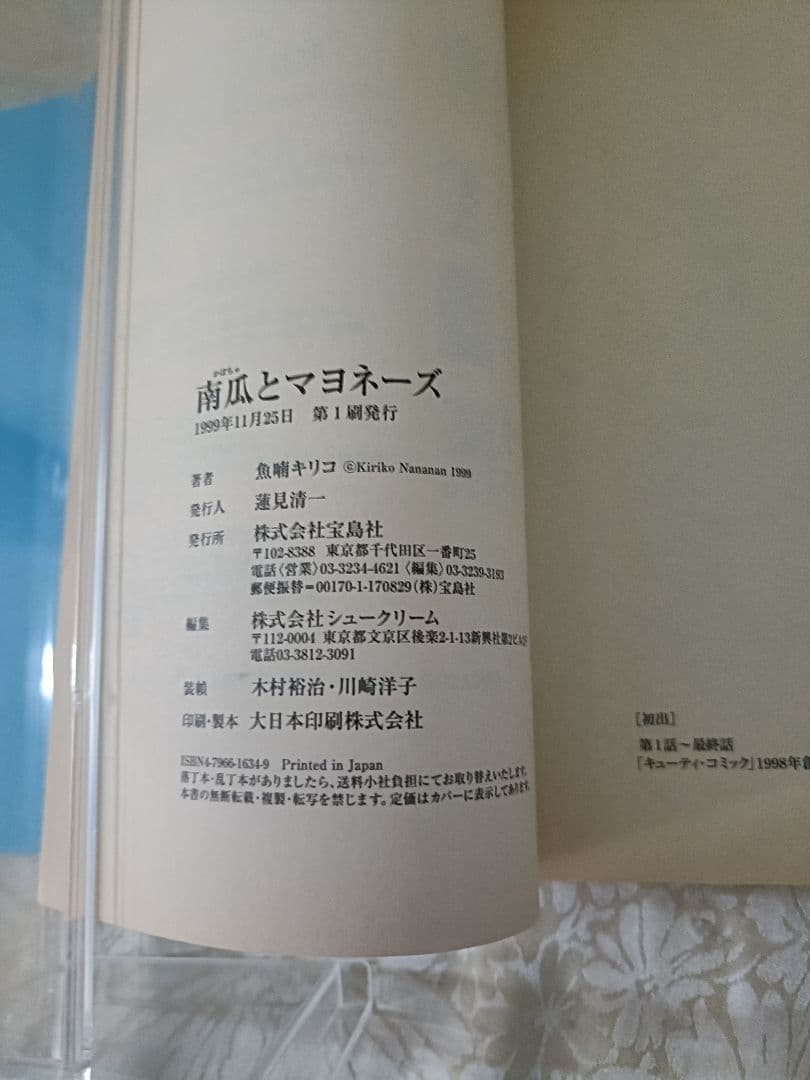 かぼちゃ
南瓜とマヨネーズ
1999年11月25日 第1刷発行
著者 魚喃キリコ ©Kiriko Nananan 1999
発行人 蓮見清一
発行所 株式会社宝島社
〒102-8388 東京都千代田区一番町25
電話〈営業〉03-3234-4621〈編集〉03-3239-3193
郵便振替=00170-1-170829(株)宝島社
編集 株式会社シュークリーム
〒112-0004 東京都文京区後楽2-1-13新興社第2ビル
電話03-3812-3091
装幀 木村裕治・川崎洋子
印刷・製本 大日本印刷株式会社
ISBN4-7966-1634-9 Printed in Japan
落丁本・乱丁本がありましたら、送料小社負担にてお取り替えいたします。
本書の無断転載・複製・転写を禁じます。定価はカバーに表示してあります。
[初出]
第1話〜最終話
「キューティ・コミック」1998年創